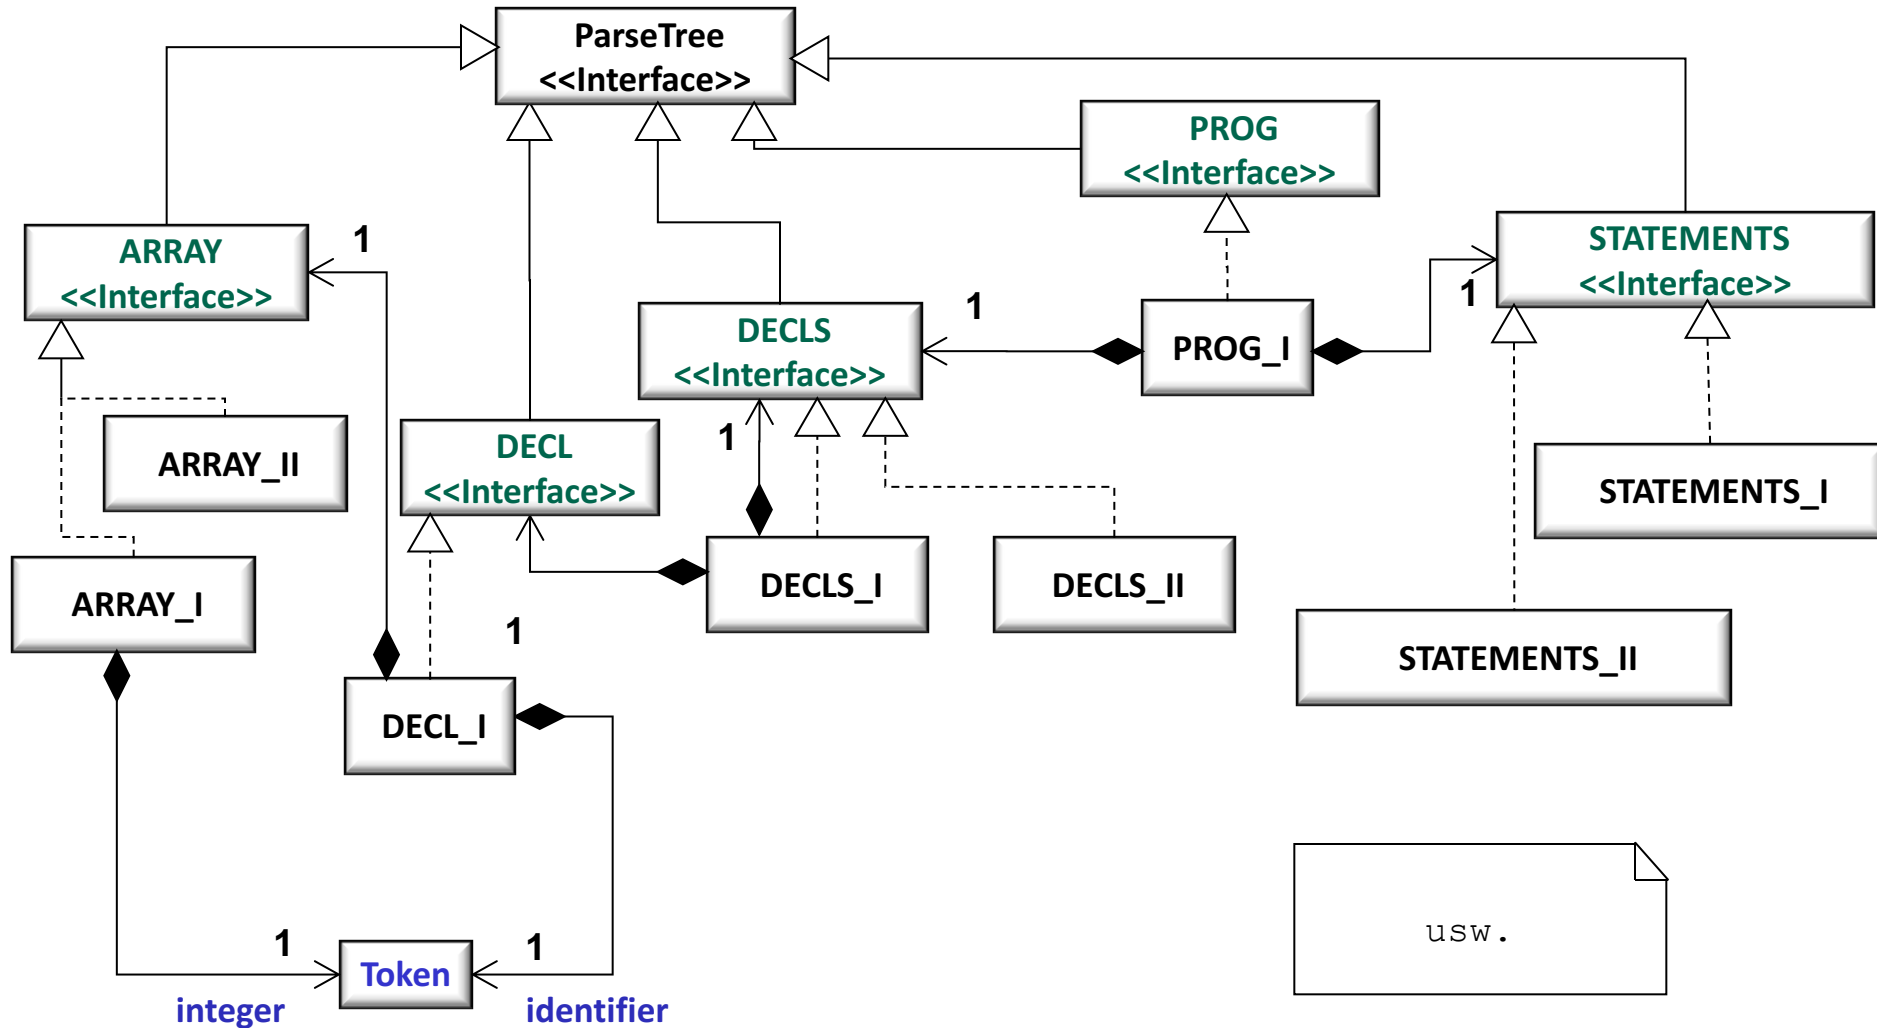 ParseTree
<<Interface>>
PROG
<<Interface>>
ARRAY
<<Interface>>
1
STATEMENTS
<<Interface>>
1
DECLS
<<Interface>>
1
PROG_I
ARRAY_II
DECL
<<Interface>>
1
STATEMENTS_I
ARRAY_I
1
DECLS_I
DECLS_II
STATEMENTS_II
DECL_I
usw.
1
Token
1
integer
identifier